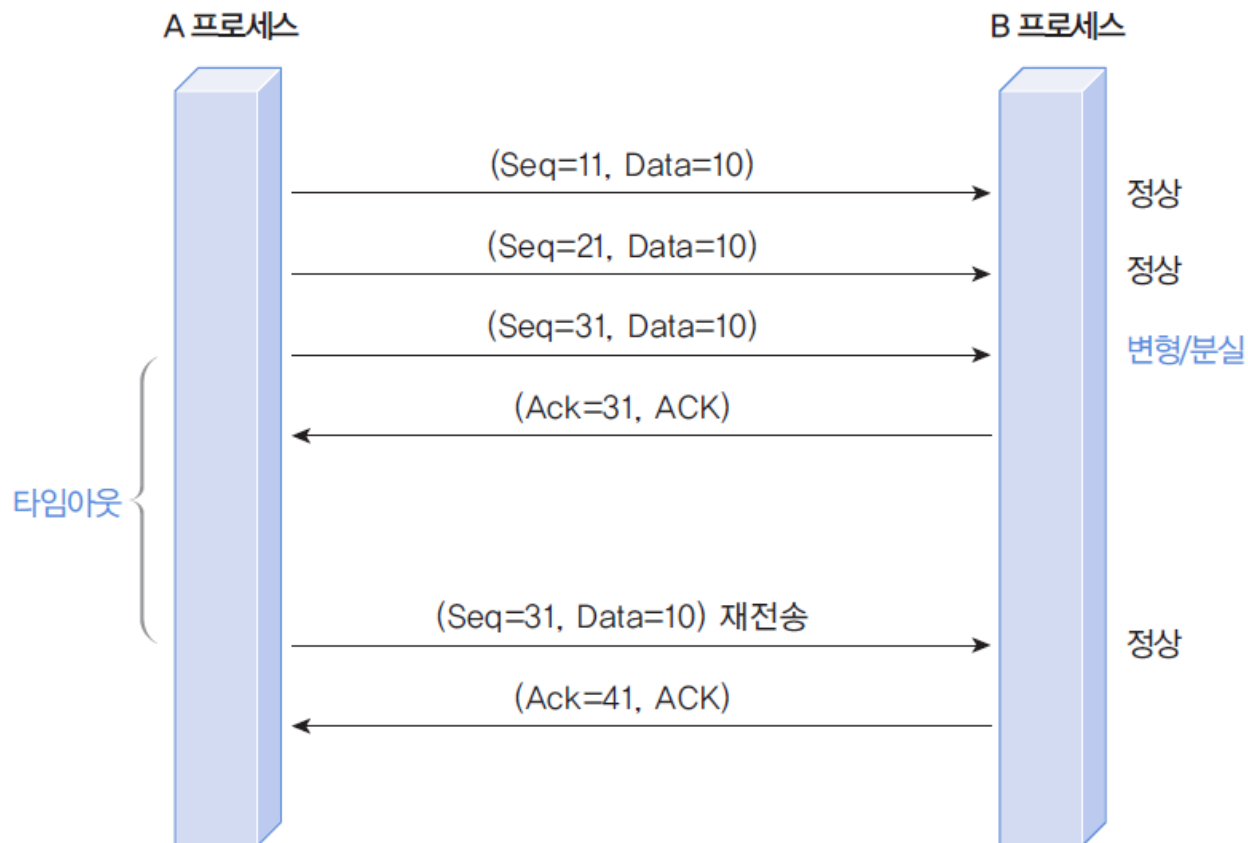 A 프로세스
B 프로세스
(Seq=11, Data=10)
정상
(Seq=21, Data=10)
정상
(Seq=31, Data=10)
변형/분실
(Ack=31, ACK)
타임아웃
(Seq=31, Data=10) 재전송
정상
(Ack=41, ACK)